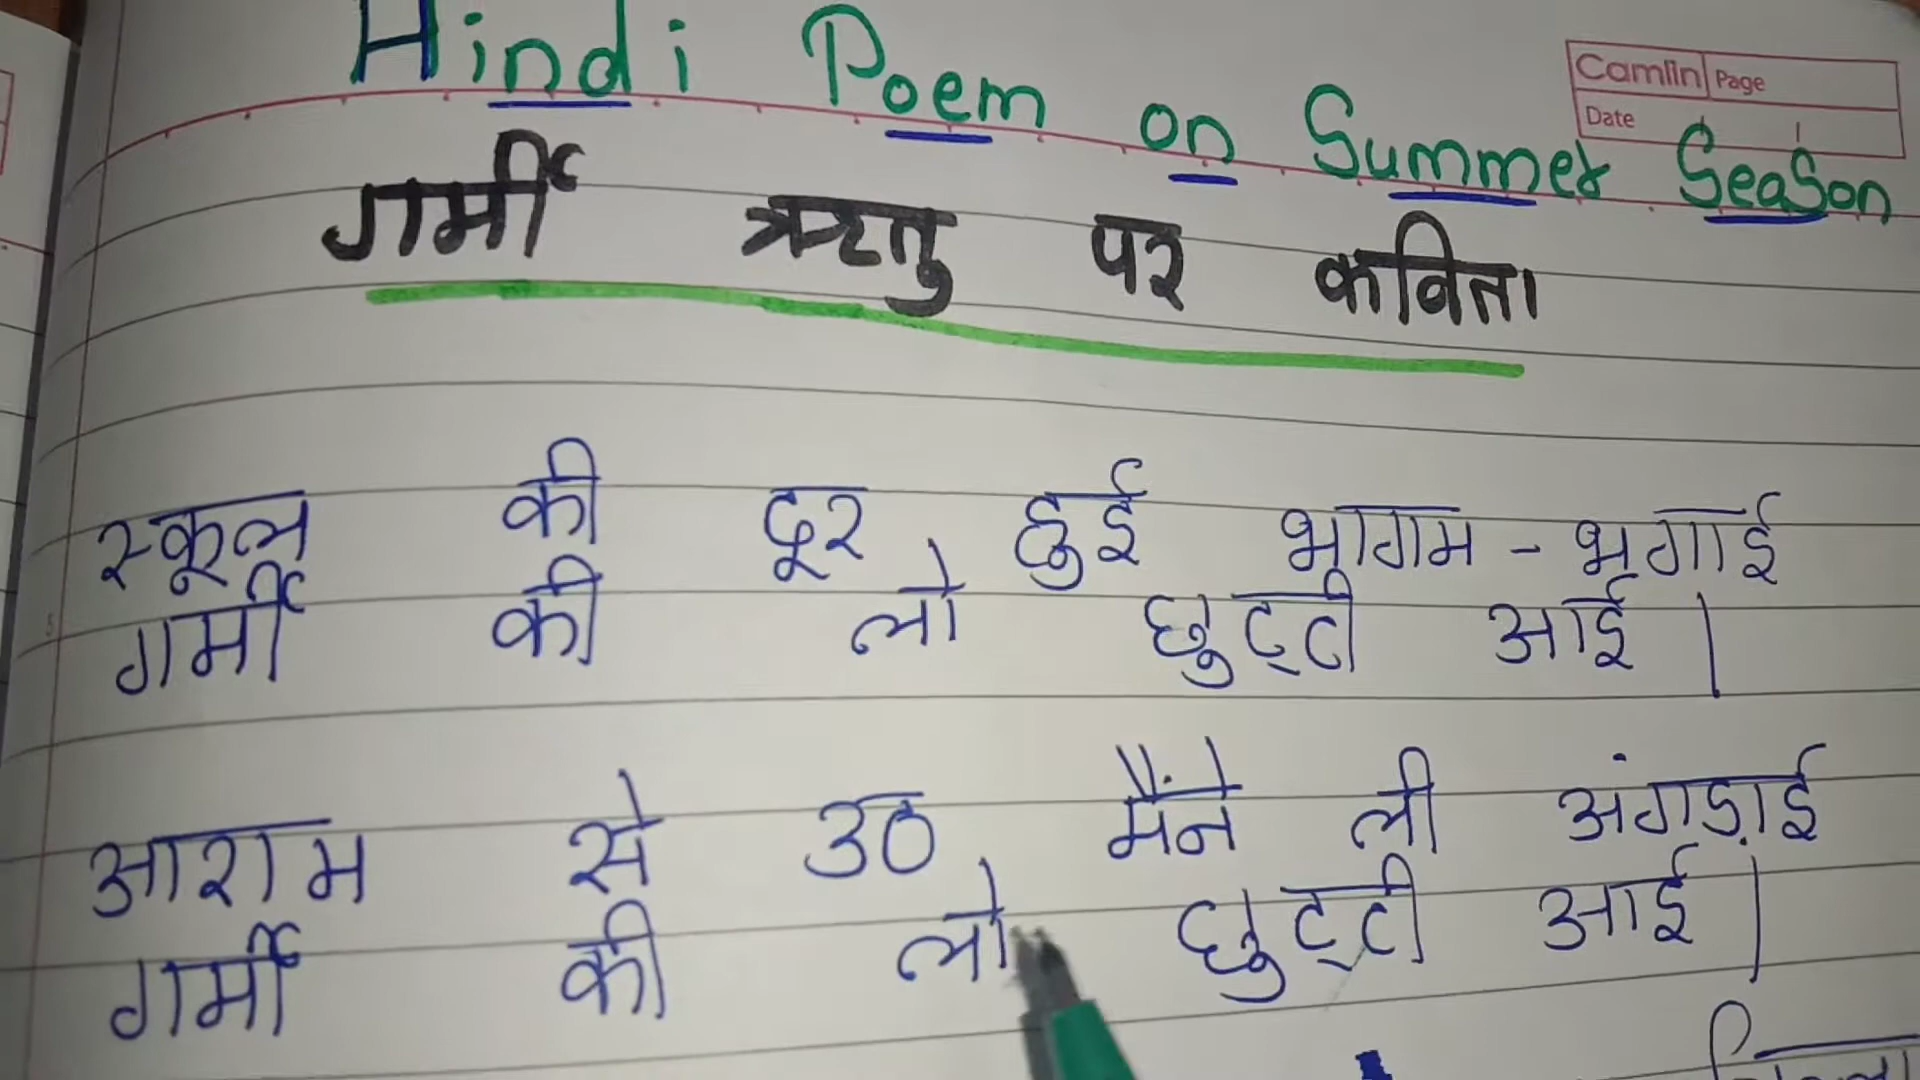 Hindi Poem on Summer Season
Camlin Page
Date
गर्मी ऋतु पर कविता
स्कूल की दूर हुई भागम - भगाई
गर्मी की लो छुट्टी आई |
आराम से उठ मैंने ली अंगड़ाई
गर्मी की लो छुट्टी आई |